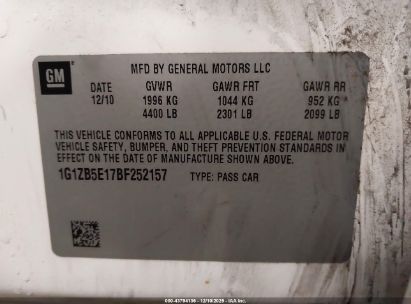 GM
MFD BY GENERAL MOTORS LLC
DATE GVWR GAWR FRT GAWR RR
12/10 1996 KG 1044 KG 952 KG
4400 LB 2301 LB 2099 LB
THIS VEHICLE CONFORMS TO ALL APPLICABLE U.S. FEDERAL MOTOR
VEHICLE SAFETY, BUMPER, AND THEFT PREVENTION STANDARDS
IN EFFECT ON THE DATE OF MANUFACTURE SHOWN ABOVE.
1G1ZB5E17BF252157 TYPE: PASS CAR